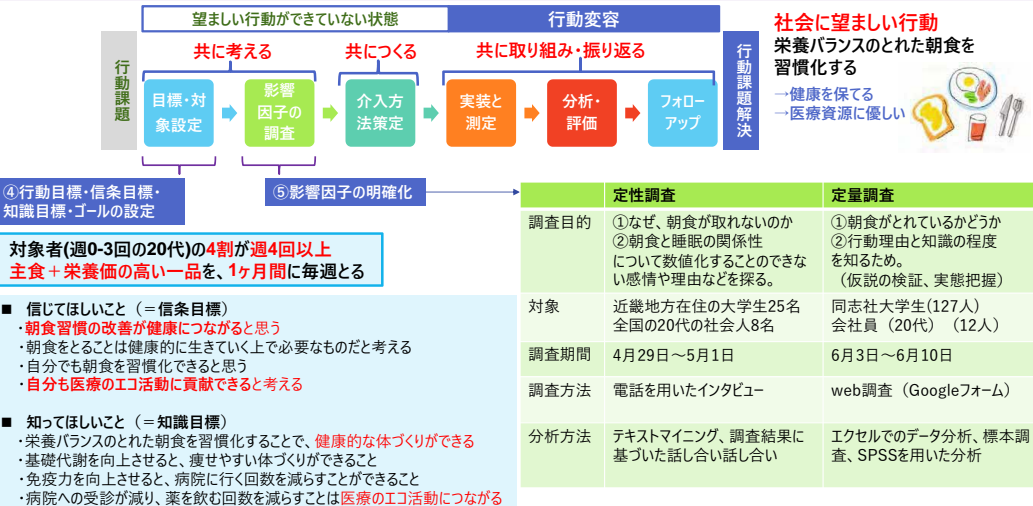 望ましい行動ができていない状態
行動変容
共に考える
共につくる
共に取り組み・振り返る
行動課題
目標・対
象設定
影響
因子の
調査
介入方
法策定
実装と
測定
分析・
評価
フォロー
アップ
行動課題解決
社会に望ましい行動
栄養バランスのとれた朝食を
習慣化する
→健康を保てる
→医療資源に優しい
④行動目標・信条目標・
知識目標・ゴールの設定
⑤影響因子の明確化
対象者(週0-3回の20代)の4割が週4回以上
主食+栄養価の高い一品を、1ヶ月間に毎週とる
■ 信じてほしいこと（＝信条目標）
・朝食習慣の改善が健康につながると思う
・朝食をとることは健康的に生きていく上で必要なものだと考える
・自分でも朝食を習慣化できると思う
・自分も医療のエコ活動に貢献できると考える
■ 知ってほしいこと（＝知識目標）
・栄養バランスのとれた朝食を習慣化することで、健康的な体づくりができる
・基礎代謝を向上させると、痩せやすい体づくりができること
・免疫力を向上させると、病院に行く回数を減らすことができること
・病院への受診が減り、薬を飲む回数を減らすことは医療のエコ活動につながる
定性調査
定量調査
調査目的
①なぜ、朝食が取れないのか
②朝食と睡眠の関係性
について数値化することのできな
い感情や理由などを探る。
①朝食がとれているかどうか
②行動理由と知識の程度
を知るため。
（仮説の検証、実態把握）
対象
近畿地方在住の大学生25名
全国の20代の社会人8名
同志社大学生(127人)
会社員（20代）（12人）
調査期間
4月29日～5月1日
6月3日～6月10日
調査方法
電話を用いたインタビュー
web調査（Googleフォーム）
分析方法
テキストマイニング、調査結果に
基づいた話し合い話し合い
エクセルでのデータ分析、標本調
査、SPSSを用いた分析